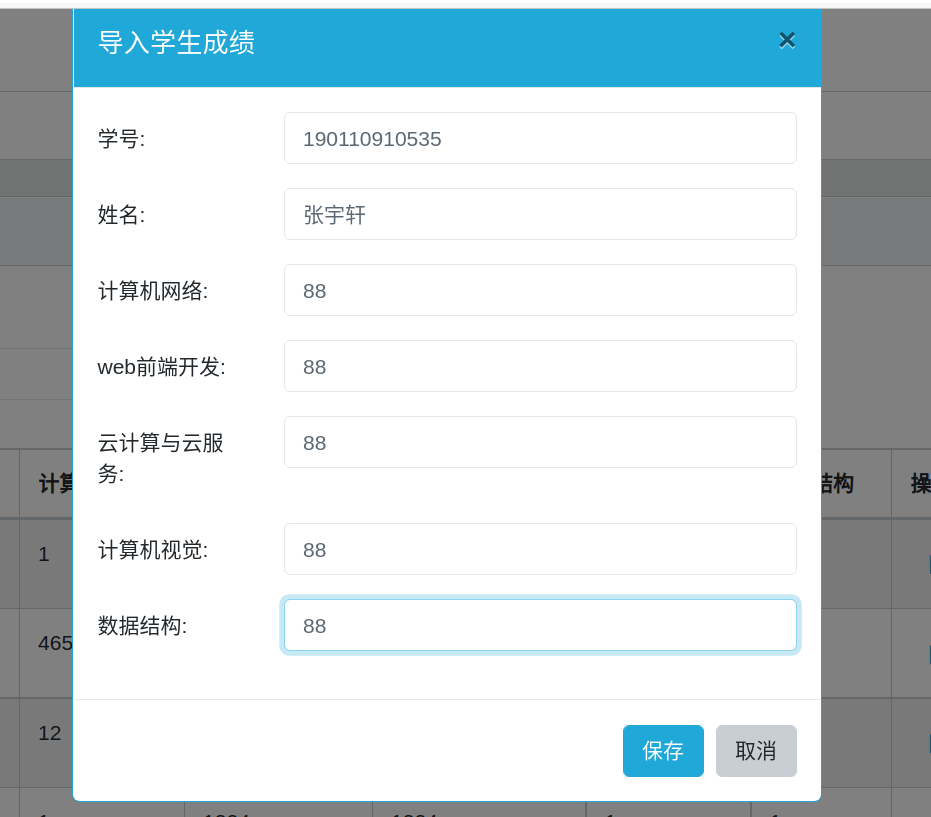 导入学生成绩 ×
学号: 190110910535
姓名: 张宇轩
计算机网络: 88
web前端开发: 88
云计算与云服 88
务:
计算 结构 操
计算机视觉: 88
1
数据结构: 88
465
12
保存 取消